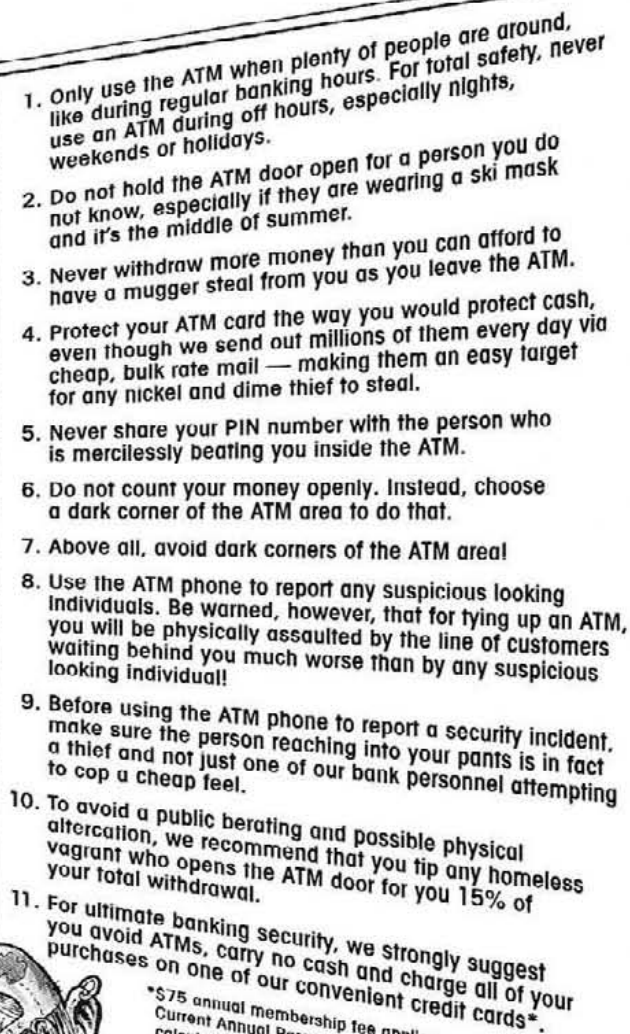 1. Only use the ATM when plenty of people are around,
like during regular banking hours. For total safety, never
use an ATM during off hours, especially nights,
weekends or holidays.
2. Do not hold the ATM door open for a person you do
not know, especially if they are wearing a ski mask
and it's the middle of summer.
3. Never withdraw more money than you can afford to
have a mugger steal from you as you leave the ATM.
4. Protect your ATM card the way you would protect cash,
even though we send out millions of them every day via
cheap, bulk rate mail — making them an easy target
for any nickel and dime thief to steal.
5. Never share your PIN number with the person who
is mercilessly beating you inside the ATM.
6. Do not count your money openly. Instead, choose
a dark corner of the ATM area to do that.
7. Above all, avoid dark corners of the ATM area!
8. Use the ATM phone to report any suspicious looking
individuals. Be warned, however, that for tying up an ATM,
you will be physically assaulted by the line of customers
waiting behind you much worse than by any suspicious
looking individual!
9. Before using the ATM phone to report a security incident,
make sure the person reaching into your pants is in fact
a thief and not just one of our bank personnel attempting
to cop a cheap feel.
10. To avoid a public berating and possible physical
altercation, we recommend that you tip any homeless
vagrant who opens the ATM door for you 15% of
your total withdrawal.
11. For ultimate banking security, we strongly suggest
you avoid ATMs, carry no cash and charge all of your
purchases on one of our convenient credit cards*.
*$75 annual membership fee
Current Annual